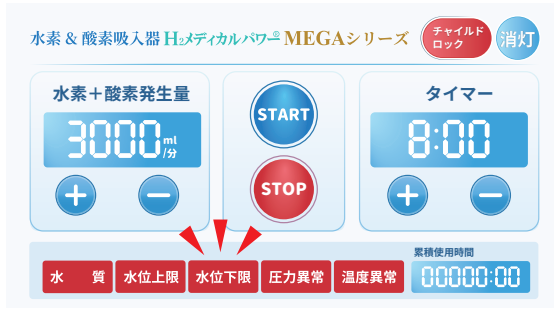 水素 & 酸素吸入器 H₂メディカルパワー® MEGAシリーズ
チャイルド
ロック
消灯
水素＋酸素発生量
3000 ml
/分
START
STOP
タイマー
8:00
水 質
水位上限
水位下限
圧力異常
温度異常
累積使用時間
00000:00